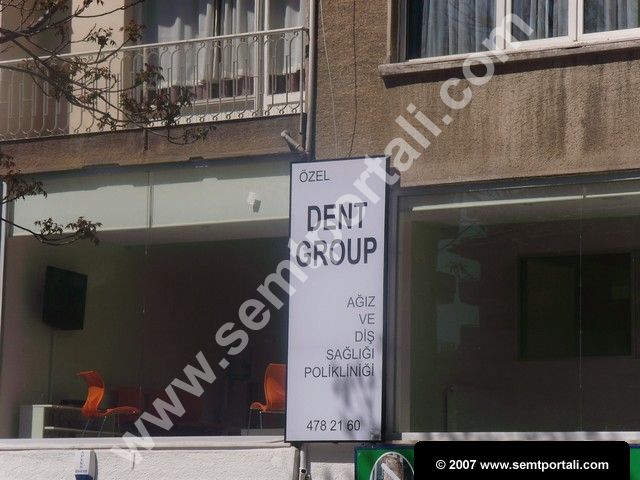 ÖZEL
DENT
GROUP
AĞIZ
VE
DİŞ
SAĞLIĞI
POLİKLİNİĞİ
478 21 60
www.semtportali.com
© 2007 www.semtportali.com